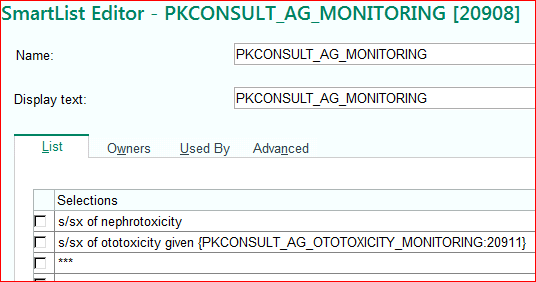 SmartList Editor - PKCONSULT_AG_MONITORING [20908]
Name: PKCONSULT_AG_MONITORING
Display text: PKCONSULT_AG_MONITORING
List Owners Used By Advanced
Selections
s/sx of nephrotoxicity
s/sx of ototoxicity given {PKCONSULT_AG_OTOTOXICITY_MONITORING:20911}
***